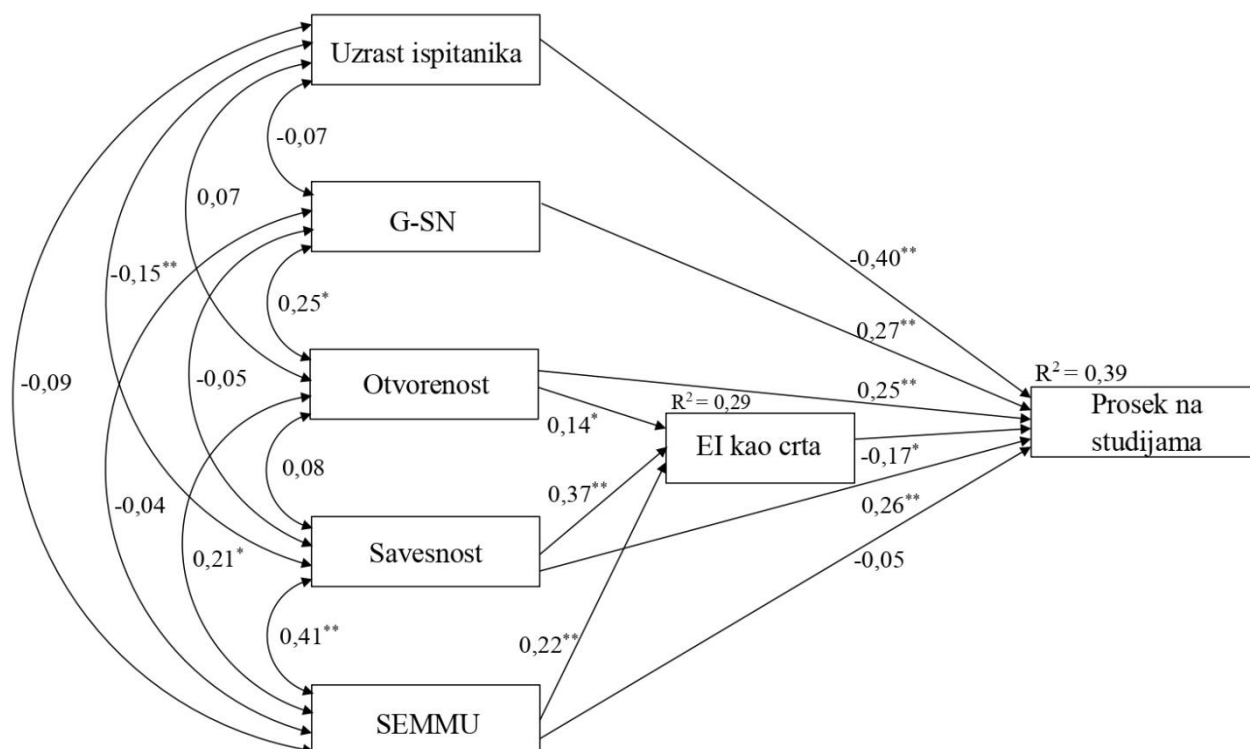 Uzrast ispitanika
-0,07
0,07
G-SN
-0,40**
-0,15**
0,25*
0,27**
-0,09
-0,05
Otvorenost
0,25**
R² = 0,39
Prosek na
studijama
R² = 0,29
0,14*
EI kao crta
-0,17*
0,08
0,37**
-0,04
0,26**
0,21*
Savesnost
-0,05
0,41**
0,22**
SEMMU